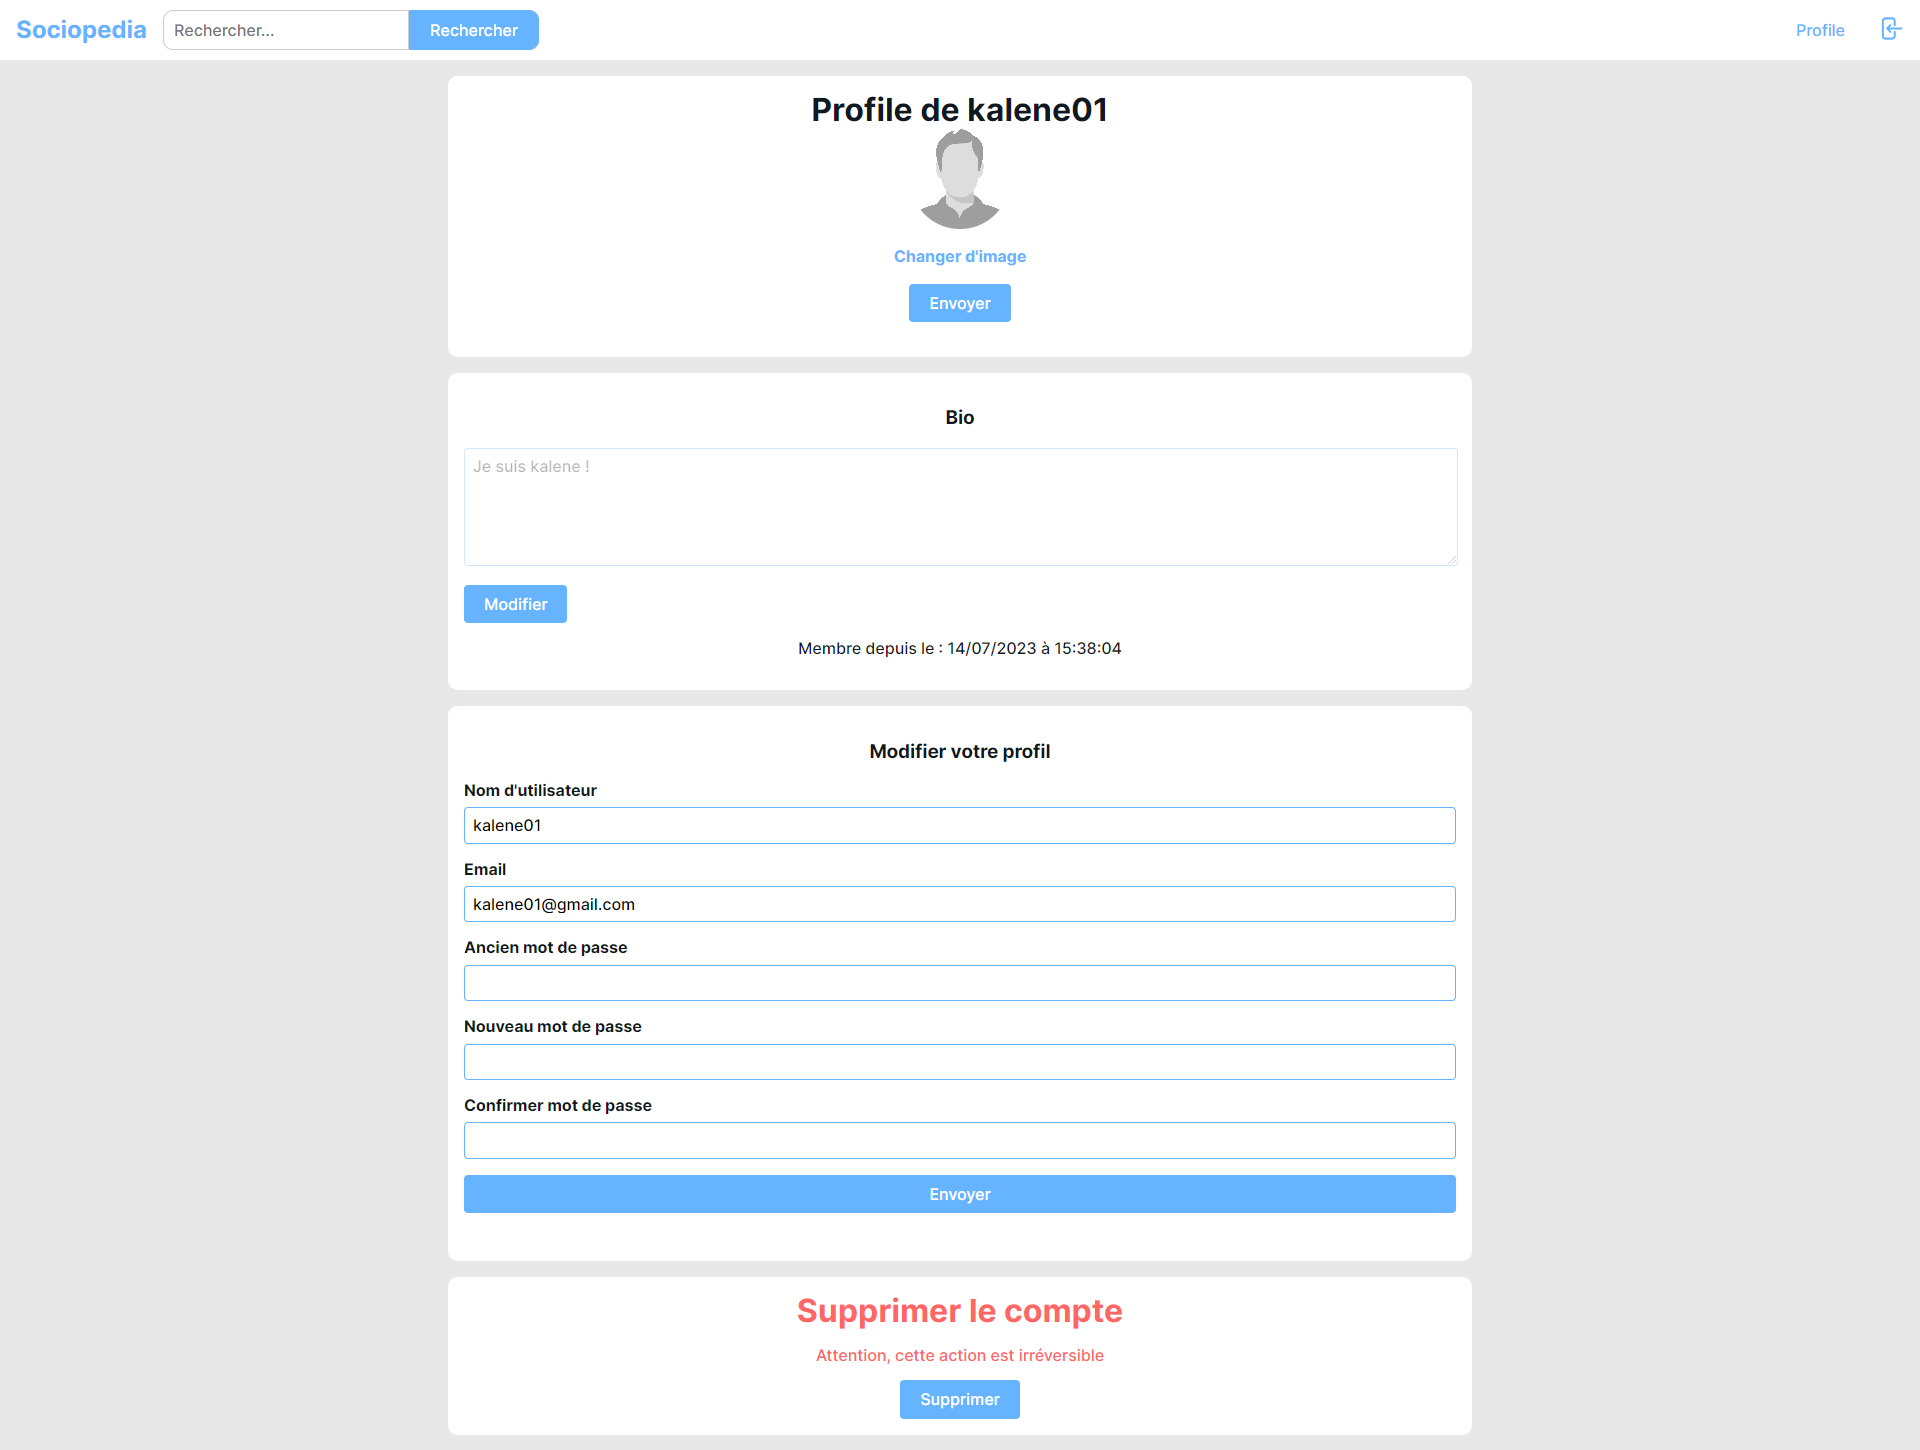 Sociopedia
Rechercher...
Rechercher
Profile
Profile de kalene01
Changer d'image
Envoyer
Bio
Je suis kalene !
Modifier
Membre depuis le : 14/07/2023 à 15:38:04
Modifier votre profil
Nom d'utilisateur
kalene01
Email
kalene01@gmail.com
Ancien mot de passe
Nouveau mot de passe
Confirmer mot de passe
Envoyer
Supprimer le compte
Attention, cette action est irréversible
Supprimer